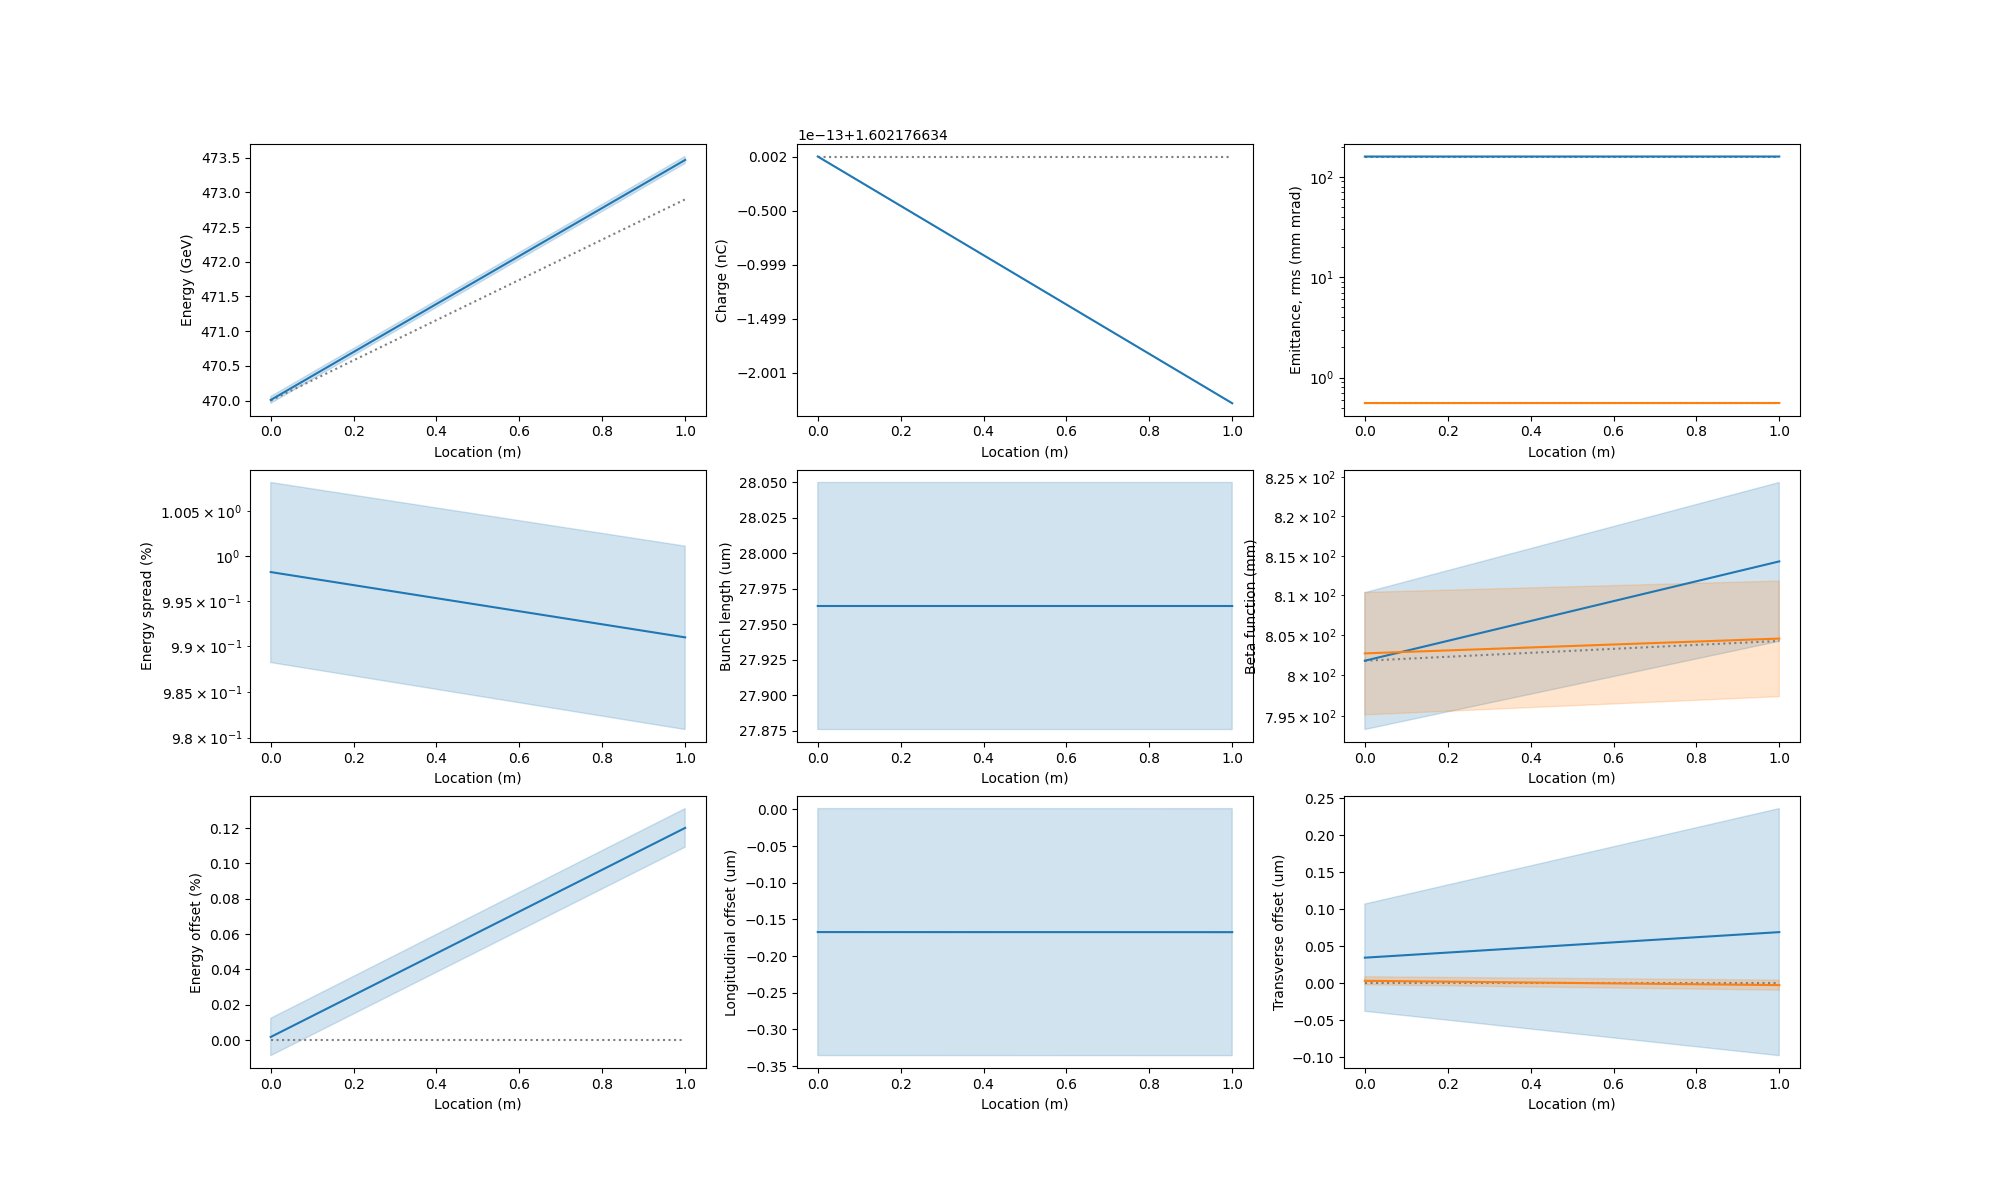 473.5
473.0
472.5
472.0
471.5
471.0
470.5
470.0
Energy (GeV)
0.0 0.2 0.4 0.6 0.8 1.0
Location (m)
1e−13+1.602176634
0.002
−0.500
−0.999
−1.499
−2.001
Charge (nC)
0.0 0.2 0.4 0.6 0.8 1.0
Location (m)
10²
10¹
10⁰
Emittance, rms (mm mrad)
0.0 0.2 0.4 0.6 0.8 1.0
Location (m)
1.005 × 10⁰
10⁰
9.95 × 10⁻¹
9.9 × 10⁻¹
9.85 × 10⁻¹
9.8 × 10⁻¹
Energy spread (%)
0.0 0.2 0.4 0.6 0.8 1.0
Location (m)
28.050
28.025
28.000
27.975
27.950
27.925
27.900
27.875
Bunch length (um)
0.0 0.2 0.4 0.6 0.8 1.0
Location (m)
8.25 × 10²
8.2 × 10²
8.15 × 10²
8.1 × 10²
8.05 × 10²
8 × 10²
7.95 × 10²
Beta function (mm)
0.0 0.2 0.4 0.6 0.8 1.0
Location (m)
0.12
0.10
0.08
0.06
0.04
0.02
0.00
Energy offset (%)
0.0 0.2 0.4 0.6 0.8 1.0
Location (m)
0.00
−0.05
−0.10
−0.15
−0.20
−0.25
−0.30
−0.35
Longitudinal offset (um)
0.0 0.2 0.4 0.6 0.8 1.0
Location (m)
0.25
0.20
0.15
0.10
0.05
0.00
−0.05
−0.10
Transverse offset (um)
0.0 0.2 0.4 0.6 0.8 1.0
Location (m)